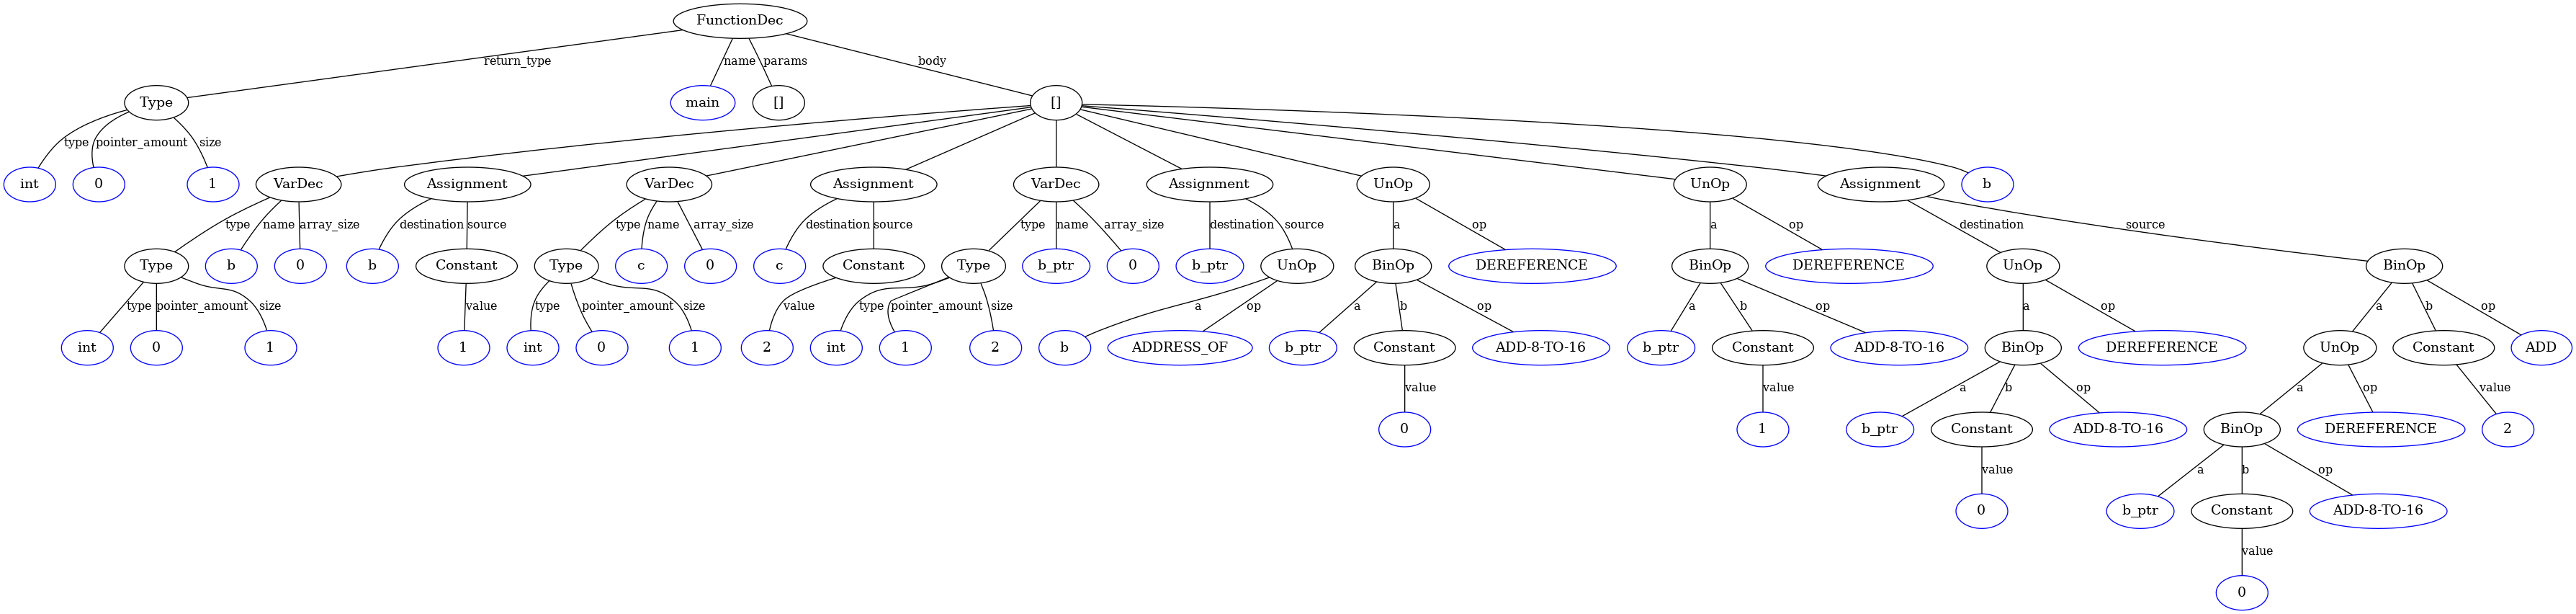 FunctionDec
return_type name params body
Type main [] []
type pointer_amount size
int 0 1 VarDec Assignment VarDec Assignment VarDec Assignment UnOp UnOp Assignment b
type name array_size destination source type name array_size destination source type name array_size destination source a op a op destination source
Type b 0 b Constant Type c 0 c Constant Type b_ptr 0 b_ptr UnOp BinOp DEREFERENCE BinOp DEREFERENCE UnOp BinOp
type pointer_amount size value type pointer_amount size value type pointer_amount size a op a b op a b op a op a b op
int 0 1 1 int 0 1 2 int 1 2 b ADDRESS_OF b_ptr Constant ADD-8-TO-16 b_ptr Constant ADD-8-TO-16 BinOp DEREFERENCE UnOp Constant ADD
value value a b op a op value
0 1 b_ptr Constant ADD-8-TO-16 BinOp DEREFERENCE 2
value a b op
0 b_ptr Constant ADD-8-TO-16
value
0